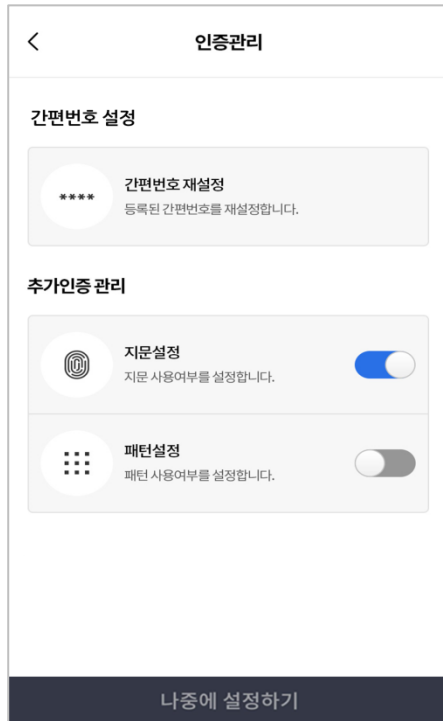 인증관리
간편번호 설정
****
간편번호 재설정
등록된 간편번호를 재설정합니다.
추가인증 관리
지문설정
지문 사용여부를 설정합니다.
패턴설정
패턴 사용여부를 설정합니다.
나중에 설정하기